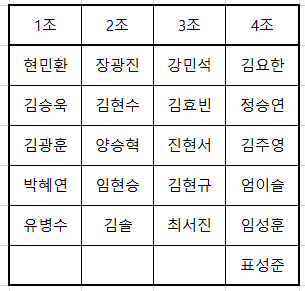 1조 2조 3조 4조
현민환 장광진 강민석 김요한
김승욱 김현수 김효빈 정승연
김광훈 양승혁 진현서 김주영
박혜연 임현승 김현규 엄이슬
유병수 김솔 최서진 임성훈
표성준